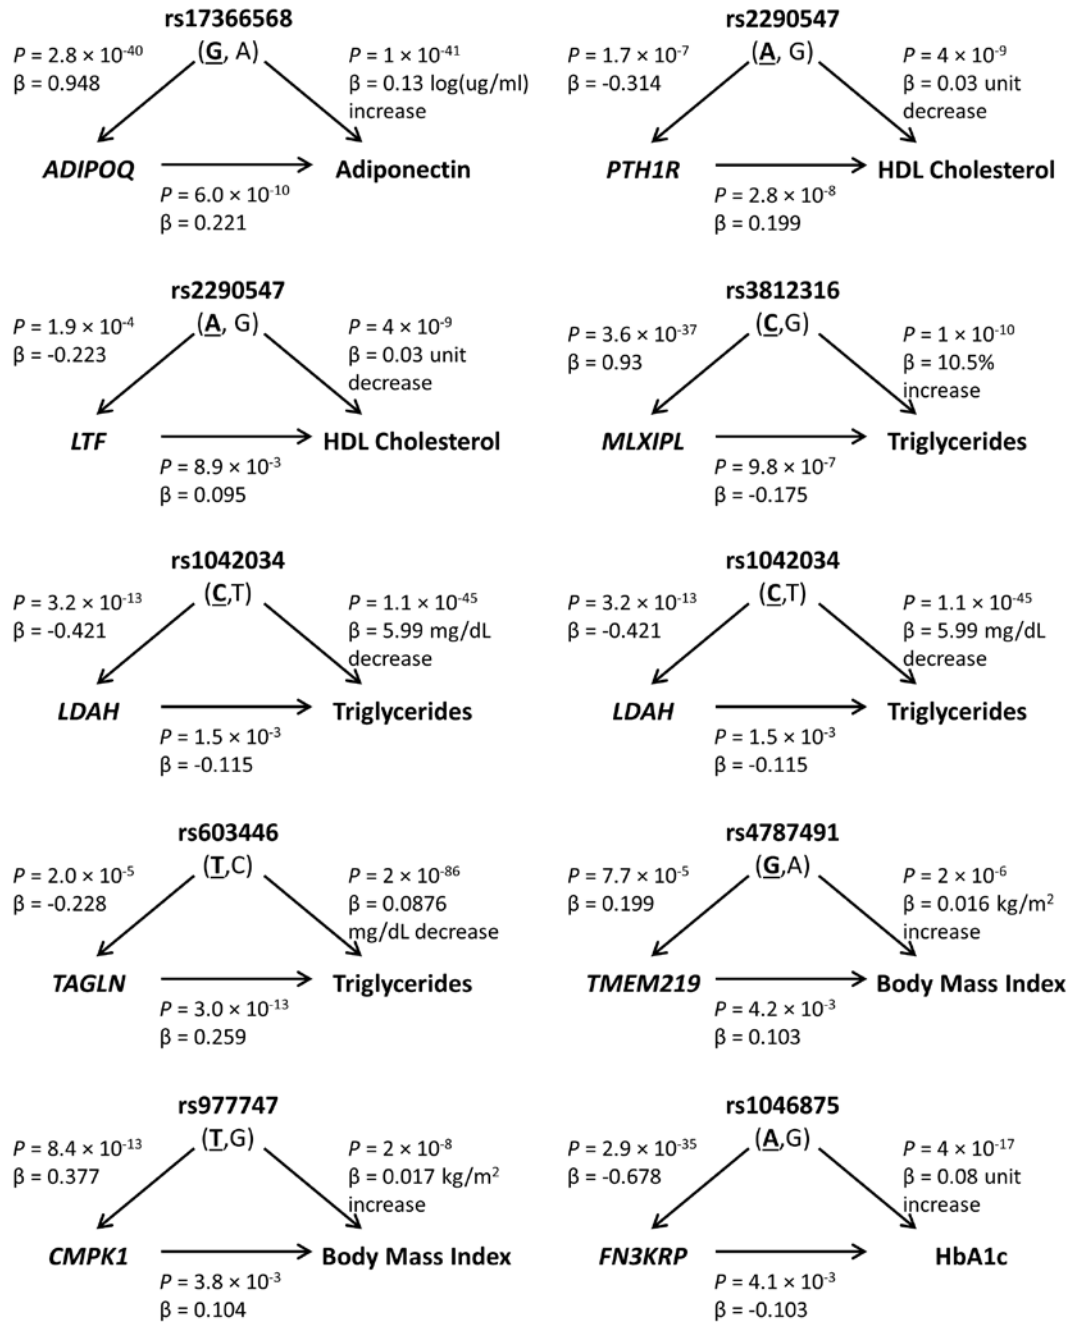 rs17366568
(G, A)
P = 2.8 × 10-40
β = 0.948
P = 1 × 10-41
β = 0.13 log(ug/ml)
increase
ADIPOQ
Adiponectin
P = 6.0 × 10-10
β = 0.221
rs2290547
(A, G)
P = 1.7 × 10-7
β = -0.314
P = 4 × 10-9
β = 0.03 unit
decrease
PTH1R
HDL Cholesterol
P = 2.8 × 10-8
β = 0.199
rs2290547
(A, G)
P = 1.9 × 10-4
β = -0.223
P = 4 × 10-9
β = 0.03 unit
decrease
LTF
HDL Cholesterol
P = 8.9 × 10-3
β = 0.095
rs3812316
(C,G)
P = 3.6 × 10-37
β = 0.93
P = 1 × 10-10
β = 10.5%
increase
MLXIPL
Triglycerides
P = 9.8 × 10-7
β = -0.175
rs1042034
(C,T)
P = 3.2 × 10-13
β = -0.421
P = 1.1 × 10-45
β = 5.99 mg/dL
decrease
LDAH
Triglycerides
P = 1.5 × 10-3
β = -0.115
rs1042034
(C,T)
P = 3.2 × 10-13
β = -0.421
P = 1.1 × 10-45
β = 5.99 mg/dL
decrease
LDAH
Triglycerides
P = 1.5 × 10-3
β = -0.115
rs603446
(T,C)
P = 2.0 × 10-5
β = -0.228
P = 2 × 10-86
β = 0.0876
mg/dL decrease
TAGLN
Triglycerides
P = 3.0 × 10-13
β = 0.259
rs4787491
(G,A)
P = 7.7 × 10-5
β = 0.199
P = 2 × 10-6
β = 0.016 kg/m2
increase
TMEM219
Body Mass Index
P = 4.2 × 10-3
β = 0.103
rs977747
(T,G)
P = 8.4 × 10-13
β = 0.377
P = 2 × 10-8
β = 0.017 kg/m2
increase
CMPK1
Body Mass Index
P = 3.8 × 10-3
β = 0.104
rs1046875
(A,G)
P = 2.9 × 10-35
β = -0.678
P = 4 × 10-17
β = 0.08 unit
increase
FN3KRP
HbA1c
P = 4.1 × 10-3
β = -0.103